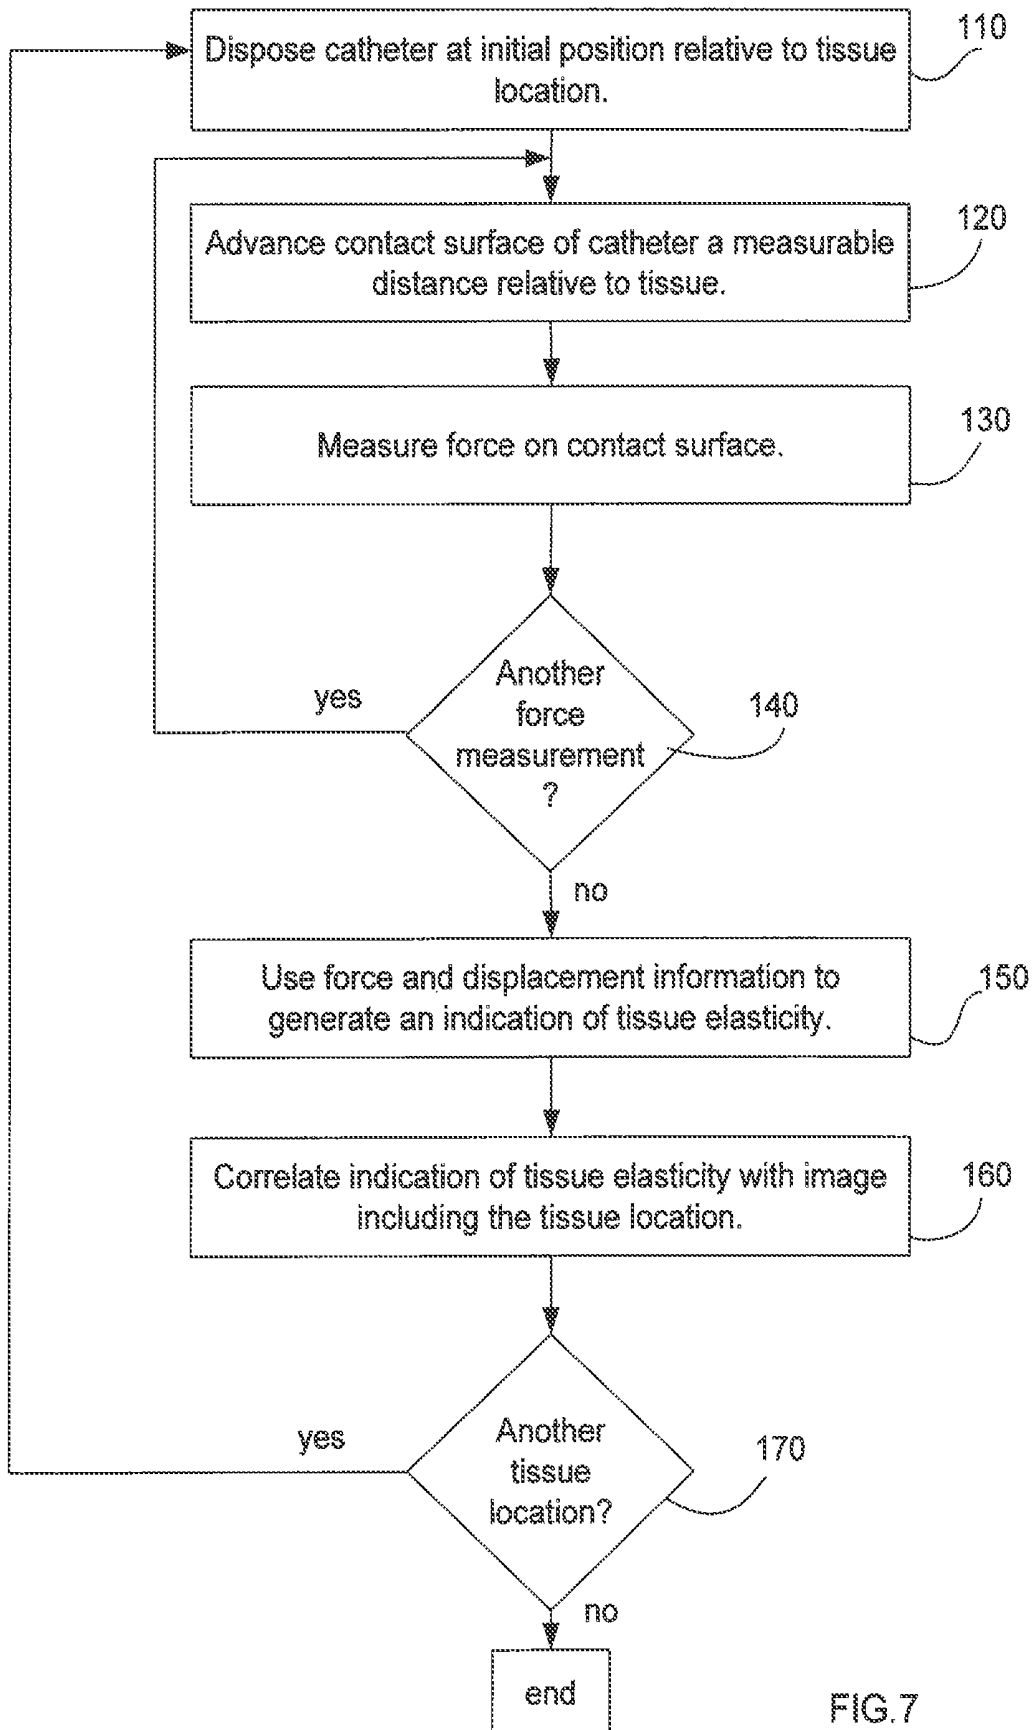 Dispose catheter at initial position relative to tissue
location.
110
Advance contact surface of catheter a measurable
distance relative to tissue.
120
Measure force on contact surface.
130
Another
force
measurement
?
140
yes
no
Use force and displacement information to
generate an indication of tissue elasticity.
150
Correlate indication of tissue elasticity with image
including the tissue location.
160
Another
tissue
location?
170
yes
no
end
FIG.7